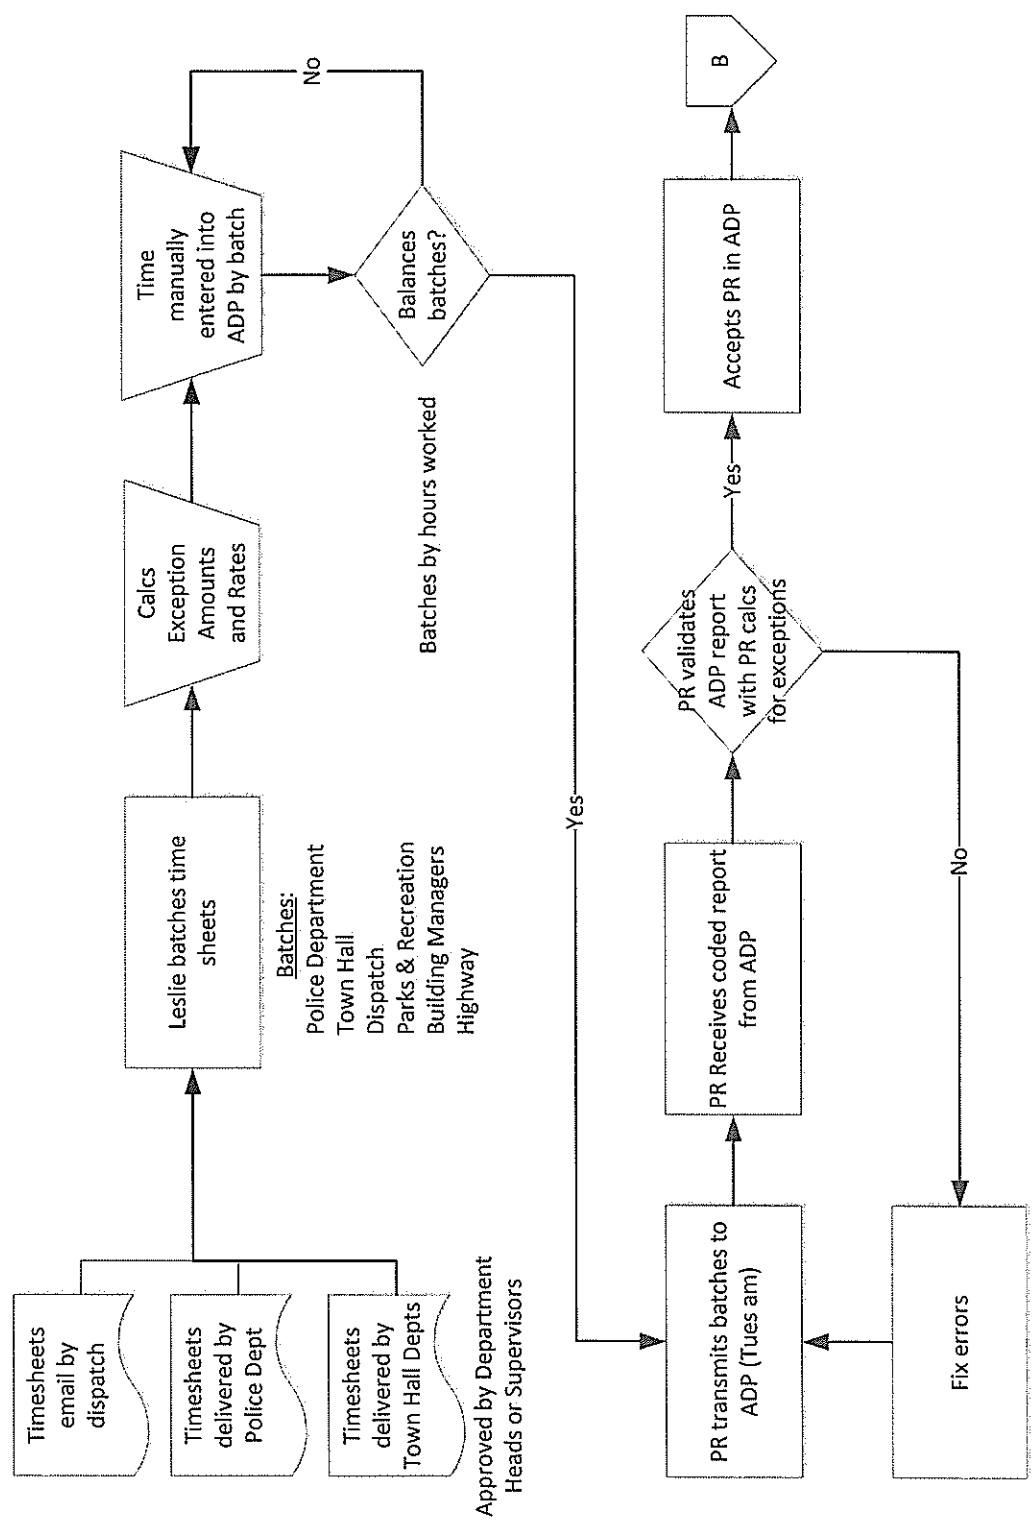 Timesheets
email by
dispatch
Timesheets
delivered by
Police Dept
Timesheets
delivered by
Town Hall Depts
Approved by Department
Heads or Supervisors
Leslie batches time
sheets
Batches:
Police Department
Town Hall
Dispatch
Parks & Recreation
Building Managers
Highway
Calcs
Exception
Amounts
and Rates
Time
manually
entered into
ADP by batch
No
Balances
batches?
Batches by hours worked
Yes
PR transmits batches to
ADP (Tues am)
PR Receives coded report
from ADP
PR validates
ADP report
with PR calcs
for exceptions
Yes
Accepts PR in ADP
B
No
Fix errors